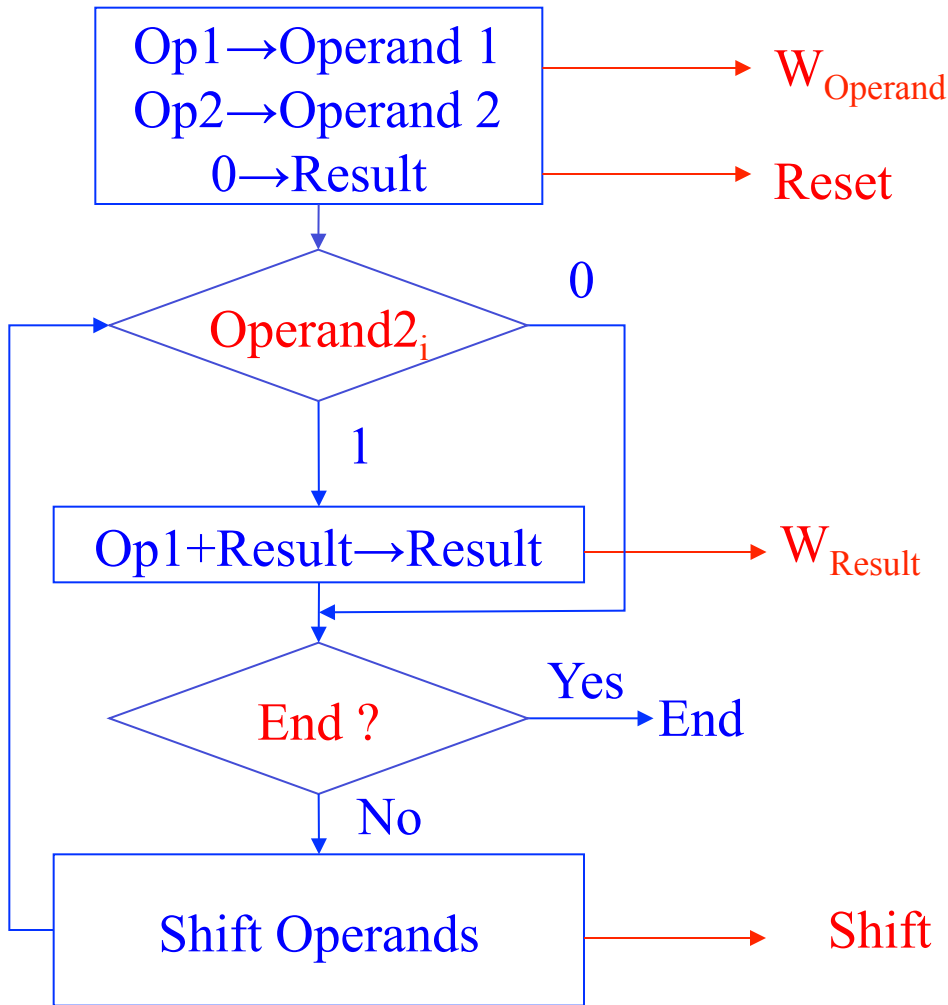 Op1→Operand 1
W_Operand
Op2→Operand 2
0→Result
Reset
0
Operand2_i
1
Op1+Result→Result
W_Result
Yes
End ?
End
No
Shift Operands
Shift